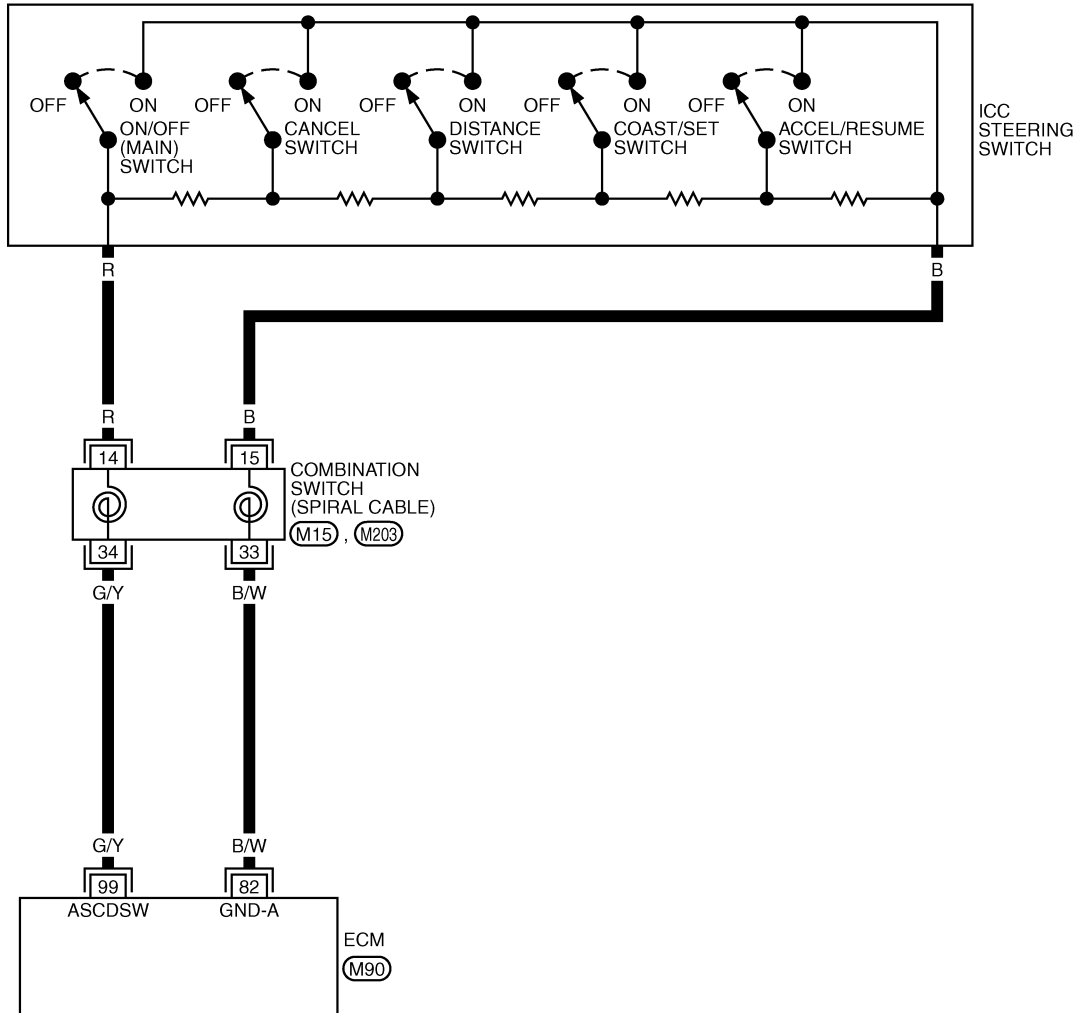 OFF ON OFF ON OFF ON OFF ON OFF ON
ON/OFF
(MAIN)
SWITCH
CANCEL
SWITCH
DISTANCE
SWITCH
COAST/SET
SWITCH
ACCEL/RESUME
SWITCH
ICC
STEERING
SWITCH
R B
R B
14 15
COMBINATION
SWITCH
(SPIRAL CABLE)
M15 , M203
34 33
G/Y B/W
G/Y B/W
99 82
ASCDSW GND-A
ECM
M90